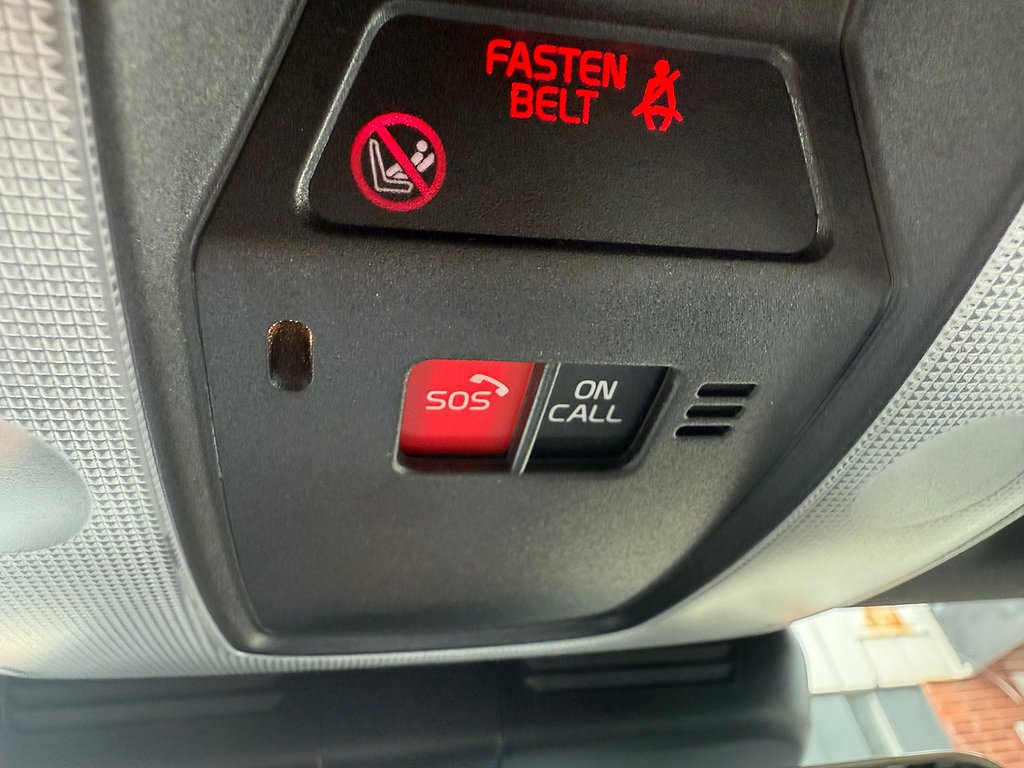 FASTEN
BELT
SOS
ON
CALL